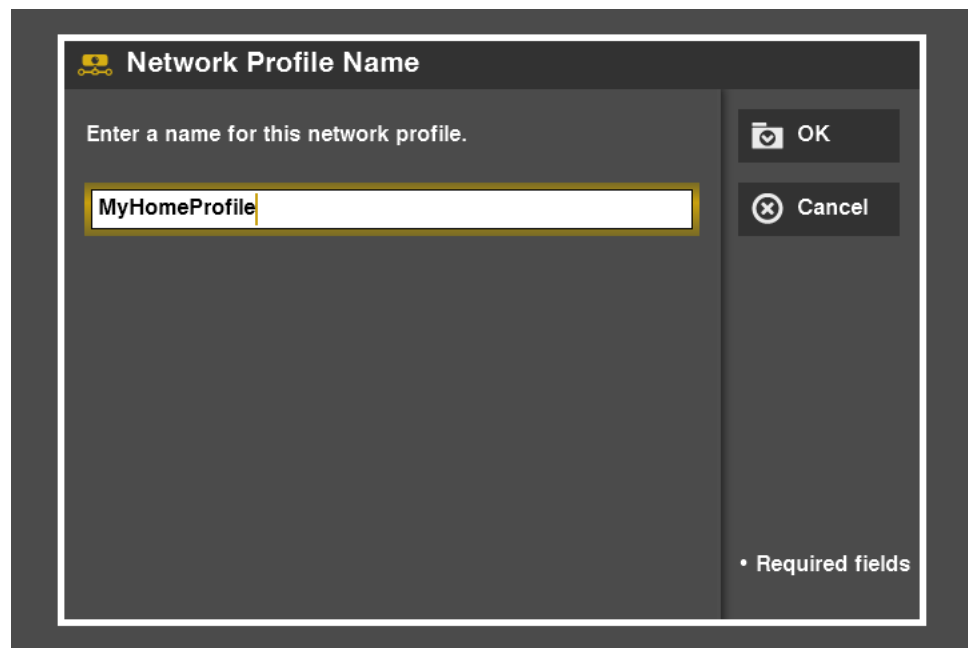 Network Profile Name
Enter a name for this network profile.
OK
MyHomeProfile
Cancel
• Required fields